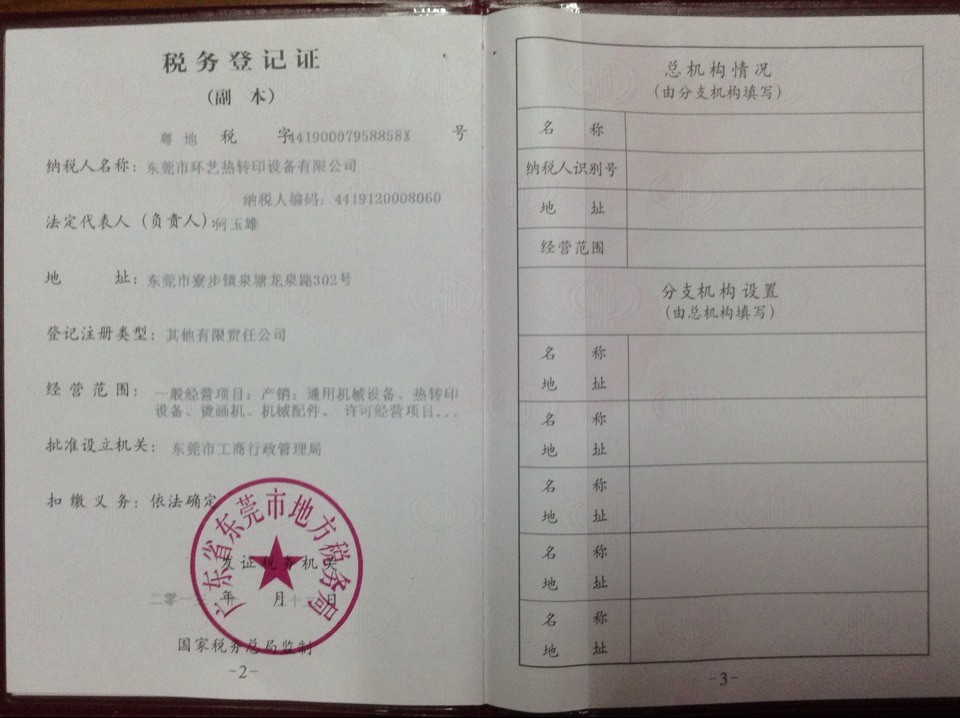 税务登记证
（副 本）
粤 地 税 字441900795885​8X 号
纳税人名称：东莞市环艺热转印设备有限公司
纳税人编码：4419120008060
法定代表人（负责人）：何玉雄
地 址：东莞市寮步镇泉塘龙泉路302号
登记注册类型：其他有限责任公司
经 营 范 围：一般经营项目：产销：通用机械设备、热转印
设备、烫画机、机械配件。 许可经营项目...
批准设立机关：东莞市工商行政管理局
扣 缴 义 务：依法确定
广东省东莞市地方税务局
发证税务机关
年 月 日
国家税务总局监制
-2-
总机构情况
（由分支机构填写）
名 称
纳税人识别号
地 址
经营范围
分支机构设置
（由总机构填写）
名 称
地 址
名 称
地 址
名 称
地 址
名 称
地 址
名 称
地 址
-3-